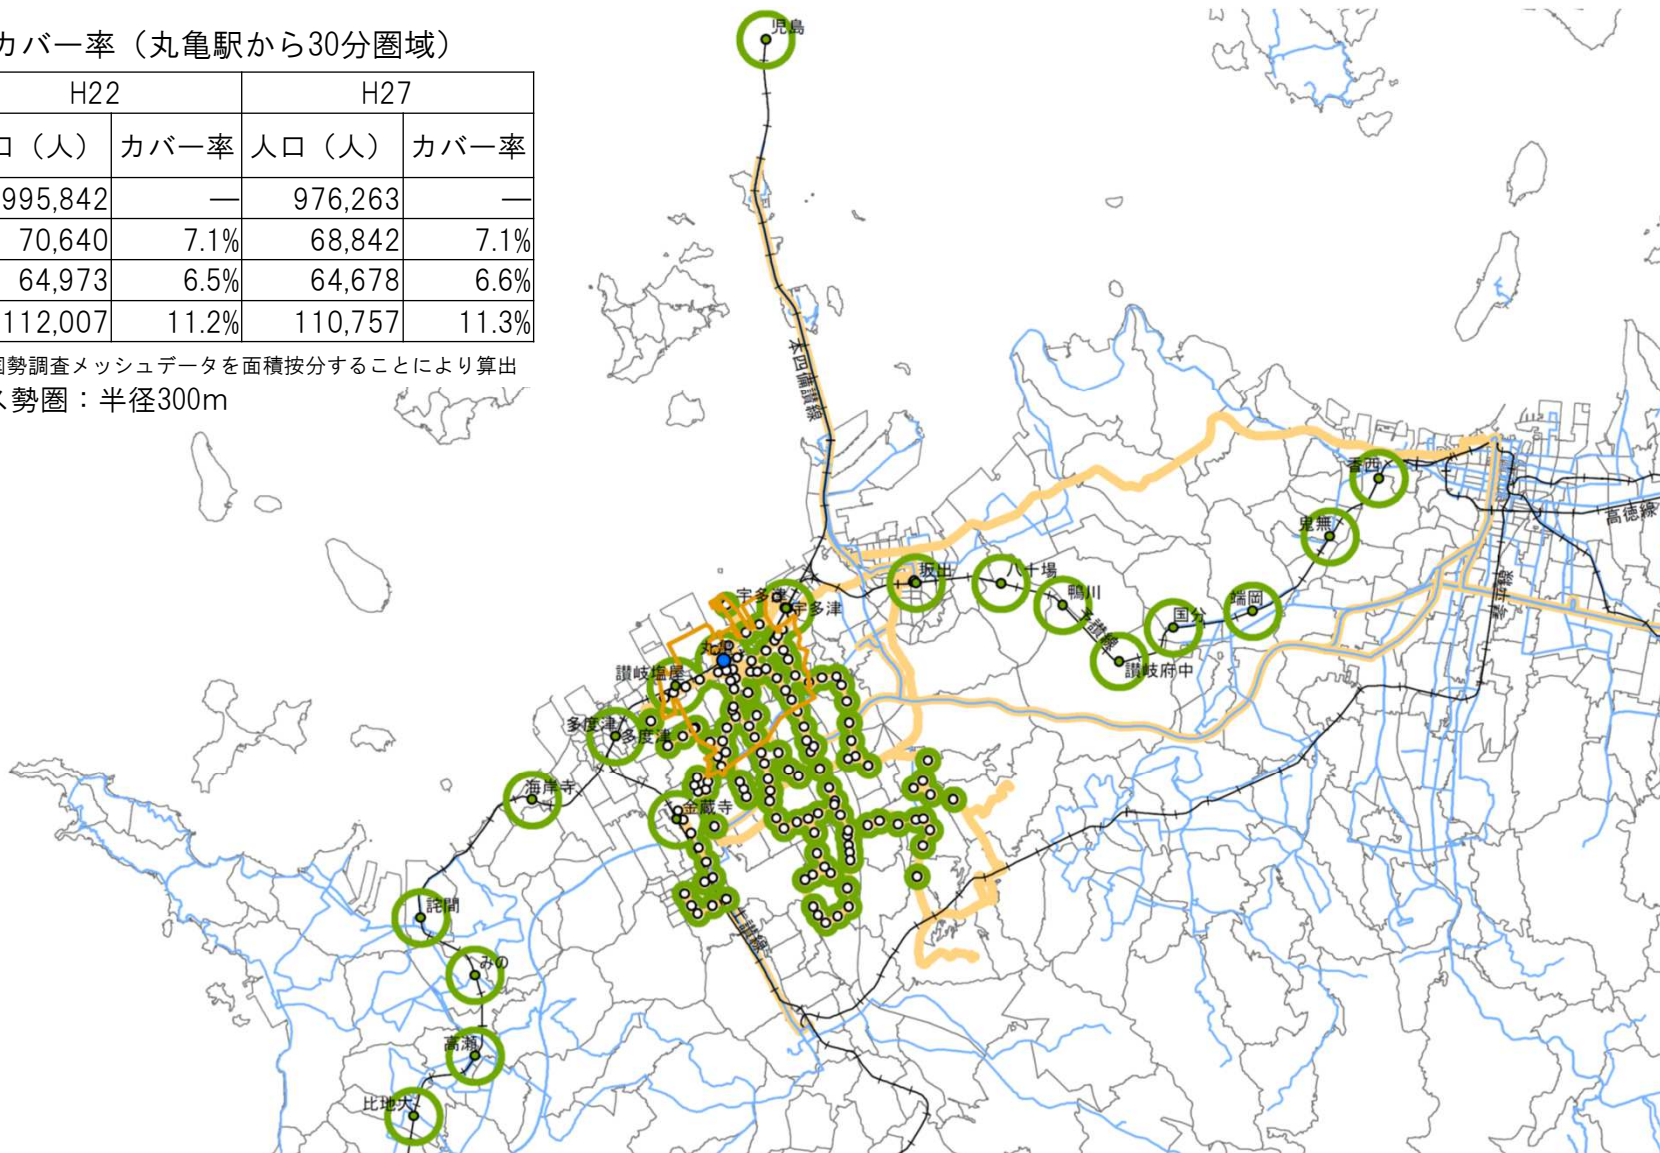 カバー率（丸亀駅から30分圏域）
H22 H27
口（人） カバー率 人口（人） カバー率
995,842 ― 976,263 ―
70,640 7.1% 68,842 7.1%
64,973 6.5% 64,678 6.6%
112,007 11.2% 110,757 11.3%
国勢調査メッシュデータを面積按分することにより算出
ス勢圏：半径300m
児島
本四備讃線
香西
鬼無
高徳線
琴平線
坂出
八十場
鴨川
予讃線
国分
端岡
讃岐府中
宇多津
宇多津
讃岐塩屋
多度津
多度津
海岸寺
金蔵寺
詫間
みの
土讃線
高瀬
比地大